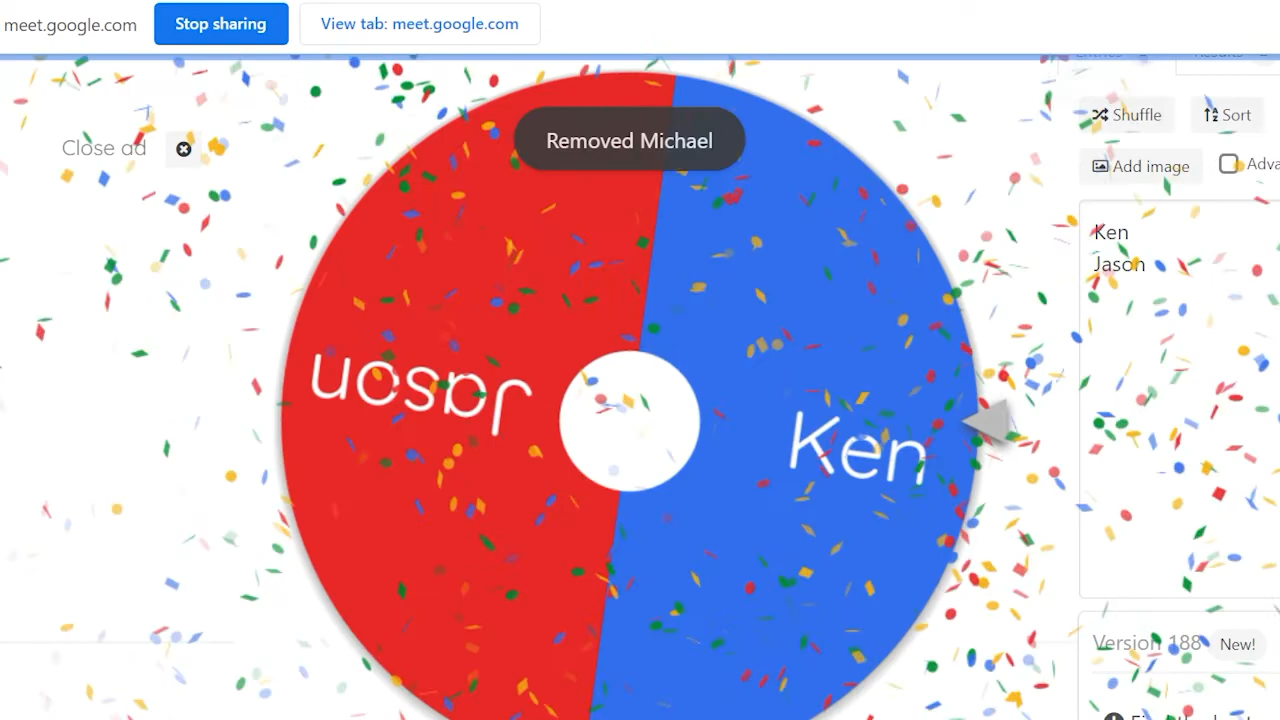 meet.google.com Stop sharing View tab: meet.google.com
Close ad
Removed Michael
Shuffle Sort
Add image
Ken
Jason
Jason
Ken
Version 188 New!